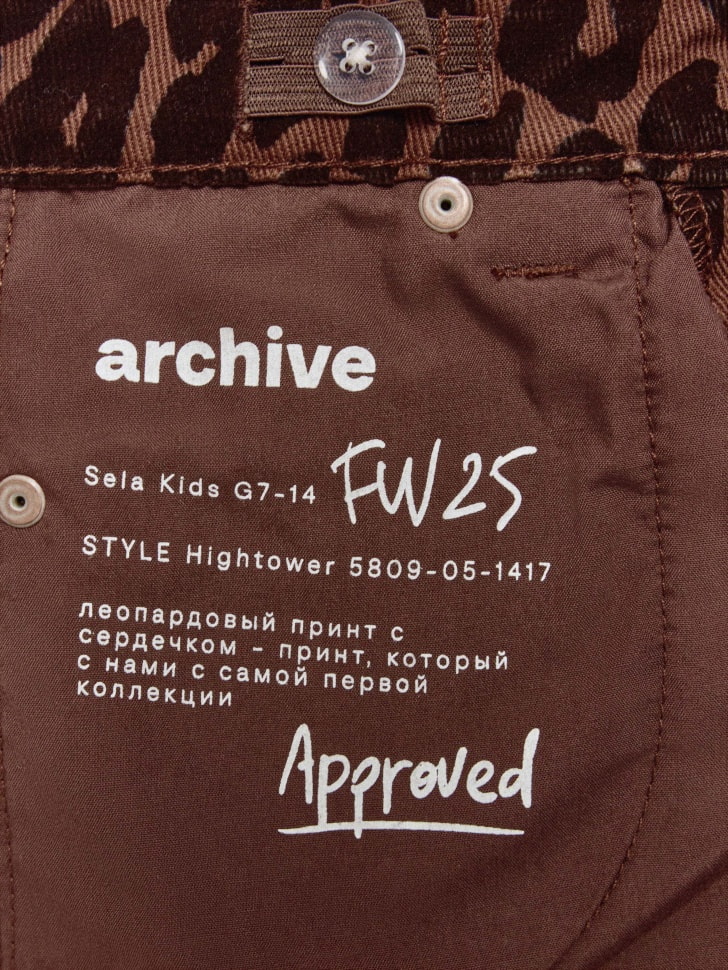 archive
Sela Kids G7-14 FW25
STYLE Hightower 5809-05-1417
леопардовый принт с
сердечком - принт, который
с нами с самой первой
коллекции
Approved